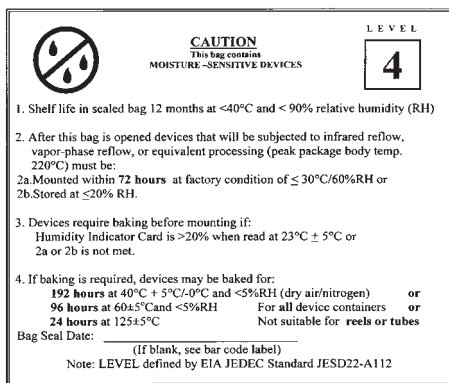 LEVEL
CAUTION
This bag contains
MOISTURE –SENSITIVE DEVICES
4
1. Shelf life in sealed bag 12 months at <40°C and < 90% relative humidity (RH)
2. After this bag is opened devices that will be subjected to infrared reflow,
vapor-phase reflow, or equivalent processing (peak package body temp.
220°C) must be:
2a.Mounted within 72 hours at factory condition of ≤ 30°C/60%RH or
2b.Stored at ≤20% RH.
3. Devices require baking before mounting if:
Humidity Indicator Card is >20% when read at 23°C ± 5°C or
2a or 2b is not met.
4. If baking is required, devices may be baked for:
192 hours at 40°C + 5°C/-0°C and <5%RH (dry air/nitrogen) or
96 hours at 60±5°Cand <5%RH For all device containers or
24 hours at 125±5°C Not suitable for reels or tubes
Bag Seal Date:
(If blank, see bar code label)
Note: LEVEL defined by EIA JEDEC Standard JESD22-A112